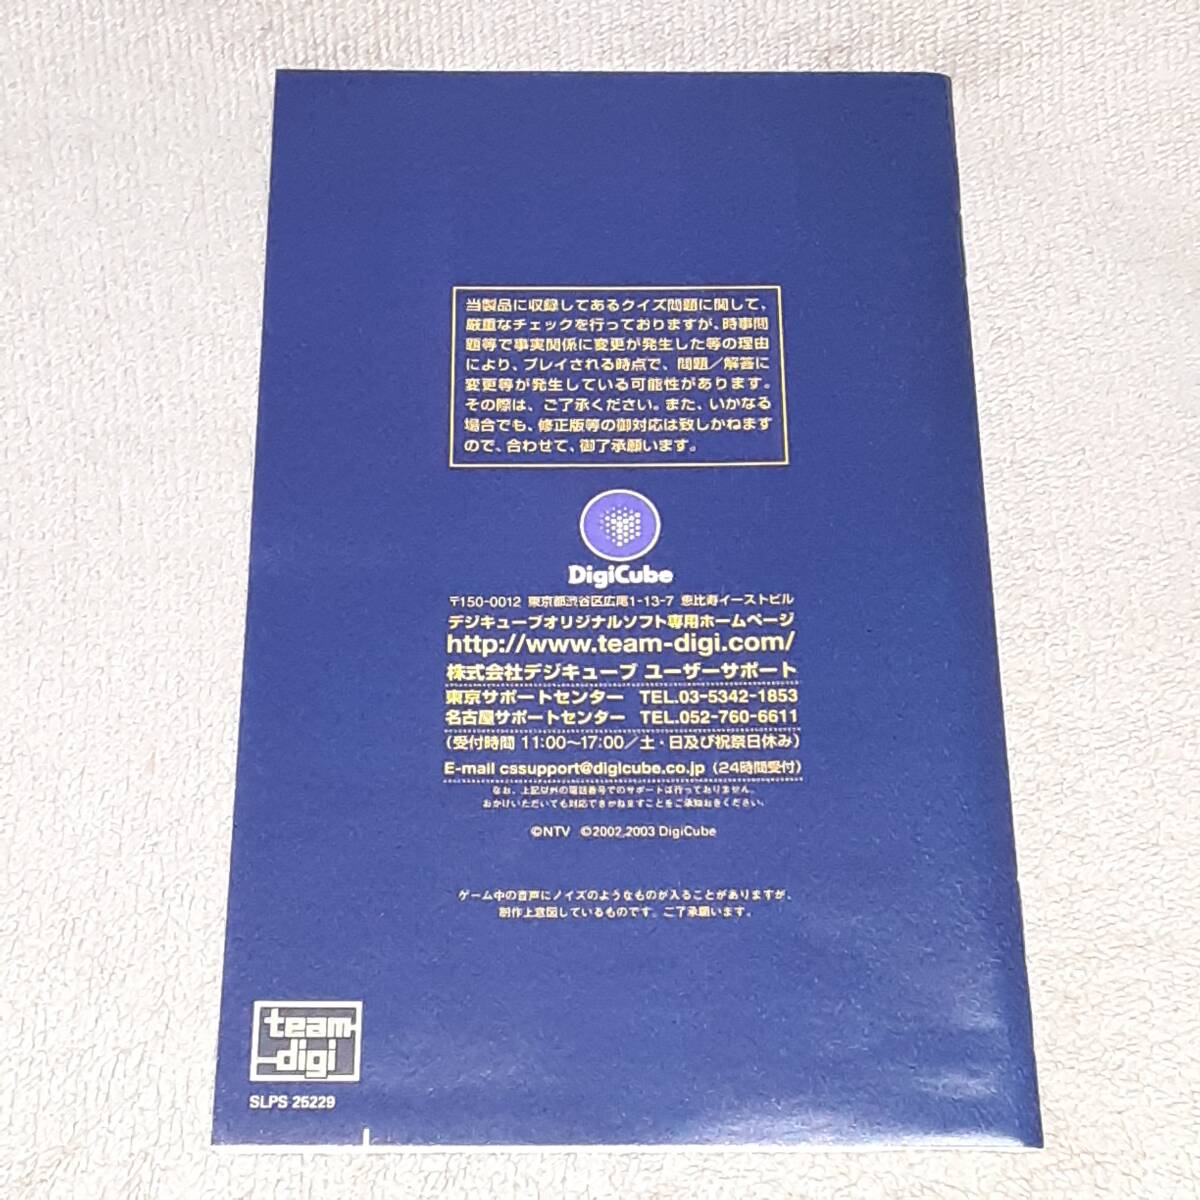 当製品に収録してあるクイズ問題に関して、
厳重なチェックを行っておりますが、時事問
題等で事実関係に変更が発生した等の理由
により、プレイされる時点で、問題／解答に
変更等が発生している可能性があります。
その際は、ご了承ください。また、いかなる
場合でも、修正版等の御対応は致しかねます
ので、合わせて、御了承願います。
DigiCube
〒150-0012 東京都渋谷区広尾1-13-7 恵比寿イーストビル
デジキューブオリジナルソフト専用ホームページ
http://www.team-digi.com/
株式会社デジキューブ ユーザーサポート
東京サポートセンター TEL.03-5342-1853
名古屋サポートセンター TEL.052-760-6611
(受付時間 11:00〜17:00／土・日及び祝祭日休み)
E-mail cssupport@digicube.co.jp (24時間受付)
なお、上記以外の電話番号でのサポートは行っておりません。
おかけいただいても対応できかねますことをご承知おきください。
©NTV ©2002,2003 DigiCube
ゲーム中の音声にノイズのようなものが入ることがありますが、
制作上意図しているものです。ご了承願います。
team
digi
SLPS 25229